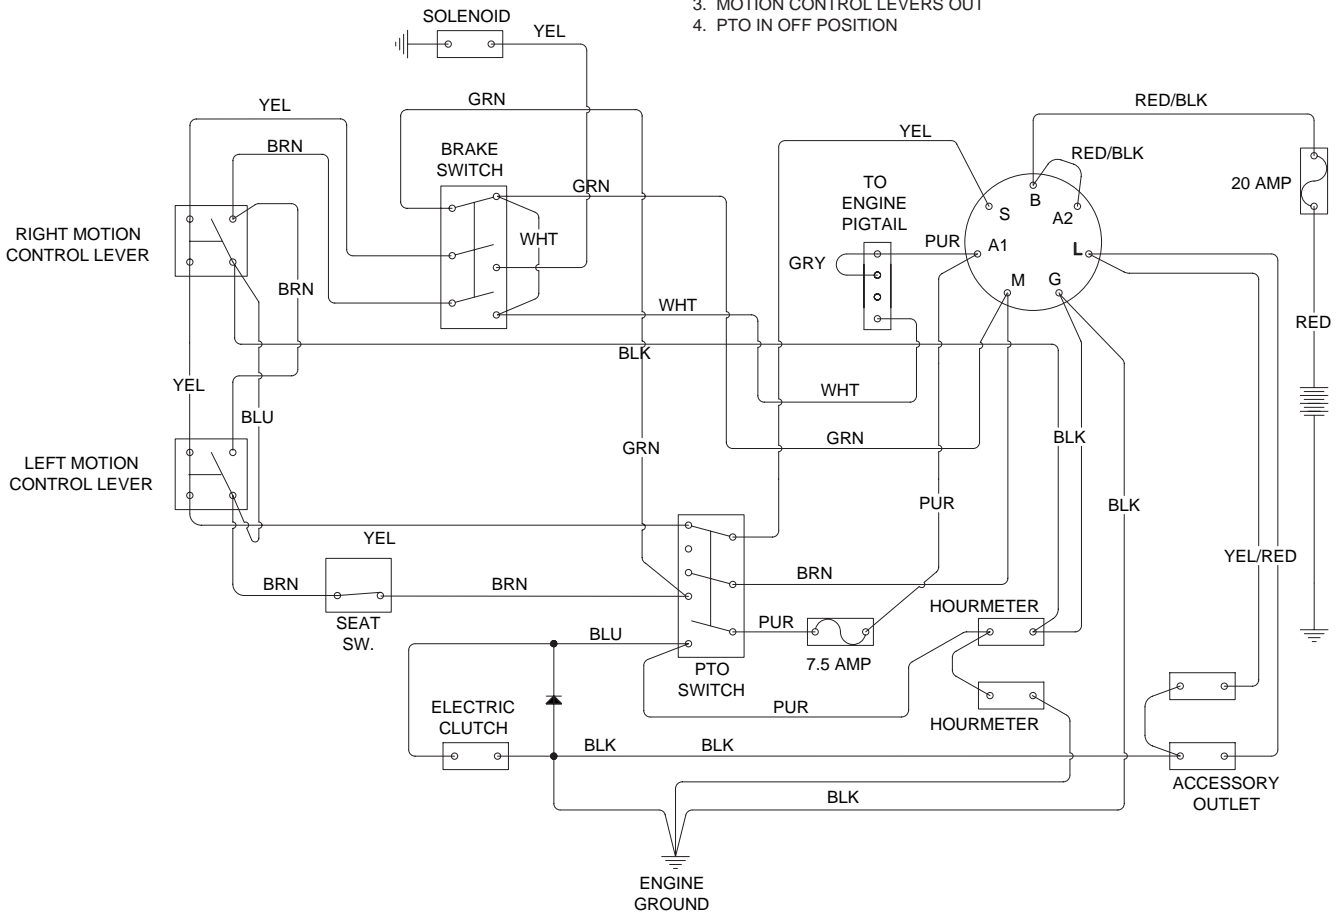 3. MOTION CONTROL LEVERS OUT
4. PTO IN OFF POSITION
SOLENOID
YEL
GRN
YEL
BRN
BRAKE
SWITCH
GRN
WHT
YEL
RED/BLK
RED/BLK
20 AMP
TO
ENGINE
PIGTAIL
B
A2
S
A1
L
M
G
PUR
GRY
RIGHT MOTION
CONTROL LEVER
BRN
WHT
RED
BLK
YEL
WHT
BLU
GRN
GRN
BLK
LEFT MOTION
CONTROL LEVER
PUR
BLK
YEL
YEL/RED
BRN
BRN
BRN
SEAT
SW.
HOURMETER
BLU
PUR
7.5 AMP
PTO
SWITCH
ELECTRIC
CLUTCH
PUR
HOURMETER
BLK
BLK
ACCESSORY
OUTLET
BLK
ENGINE
GROUND